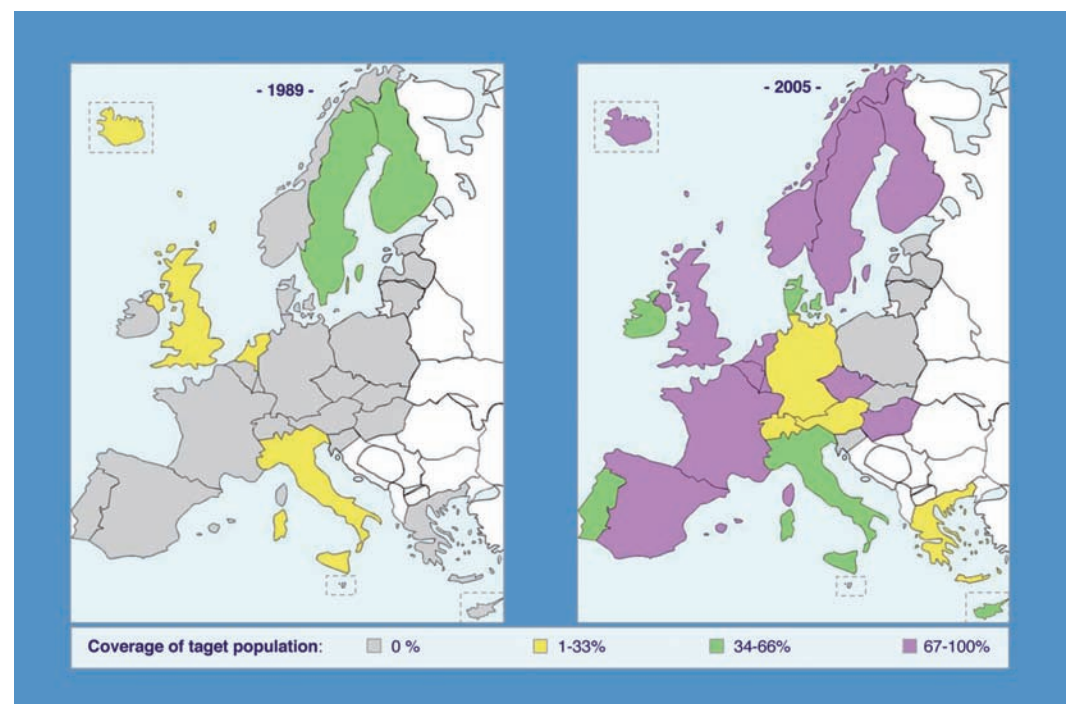 - 1989 -
- 2005 -
Coverage of taget population: 0 % 1-33% 34-66% 67-100%